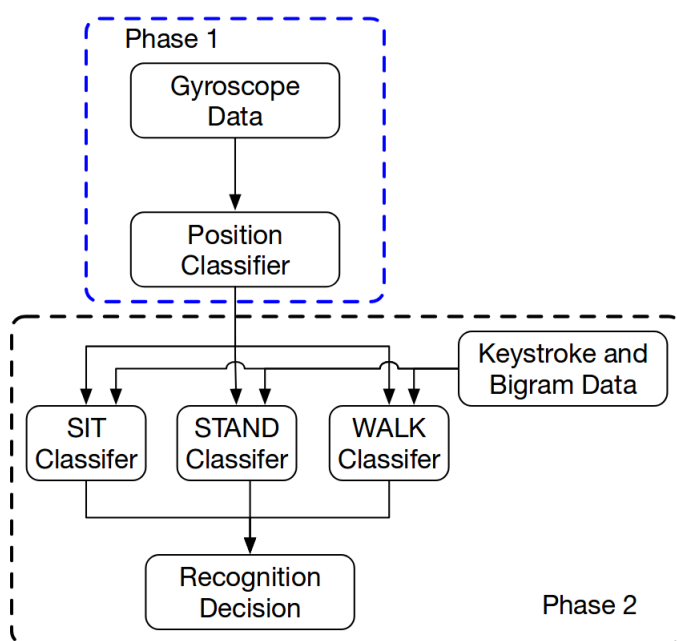 Phase 1
Gyroscope
Data
Position
Classifier
Keystroke and
Bigram Data
SIT
Classifer
STAND
Classifer
WALK
Classifer
Recognition
Decision
Phase 2